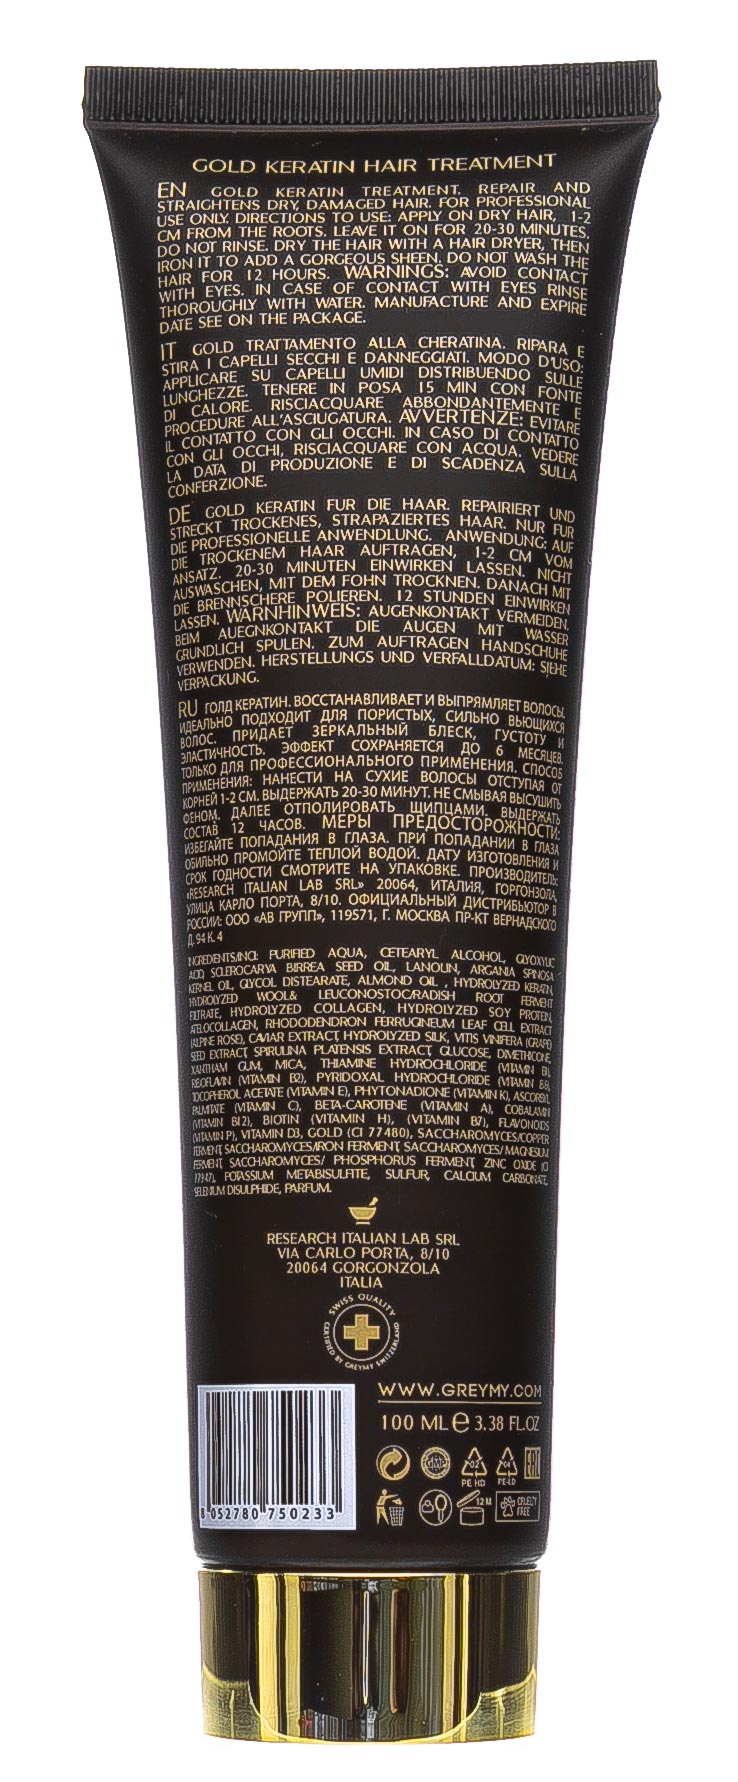 GOLD KERATIN HAIR TREATMENT
EN GOLD KERATIN TREATMENT. REPAIR AND
STRAIGHTENS DRY, DAMAGED HAIR. FOR PROFESSIONAL
USE ONLY. DIRECTIONS TO USE: APPLY ON DRY HAIR, 1-2
CM FROM THE ROOTS. LEAVE IT ON FOR 20-30 MINUTES.
DO NOT RINSE. DRY THE HAIR WITH A HAIR DRYER, THEN
IRON IT TO ADD A GORGEOUS SHEEN. DO NOT WASH THE
HAIR FOR 12 HOURS. WARNINGS: AVOID CONTACT
WITH EYES. IN CASE OF CONTACT WITH EYES RINSE
THOROUGHLY WITH WATER. MANUFACTURE AND EXPIRE
DATE SEE ON THE PACKAGE.
IT GOLD TRATTAMENTO ALLA CHERATINA. RIPARA E
STIRA I CAPELLI SECCHI E DANNEGGIATI. MODO D'USO:
APPLICARE SU CAPELLI UMIDI DISTRIBUENDO SULLE
LUNGHEZZE. TENERE IN POSA 15 MIN CON FONTE
DI CALORE. RISCIACQUARE ABBONDANTEMENTE E
PROCEDURE ALL'ASCIUGATURA. AVVERTENZE: EVITARE
IL CONTATTO CON GLI OCCHI. IN CASO DI CONTATTO
CON GLI OCCHI, RISCIACQUARE CON ACQUA. VEDERE
LA DATA DI PRODUZIONE E DI SCADENZA SULLA
CONFERZIONE.
DE GOLD KERATIN FUR DIE HAAR. REPARIERT UND
STRECKT TROCKENES, STRAPAZIERTES HAAR. NUR FUR
DIE PROFESSIONELLE ANWENDLUNG. ANWENDUNG: AUF
DIE TROCKENEM HAAR AUFTRAGEN, 1-2 CM VOM
ANSATZ. 20-30 MINUTEN EINWIRKEN LASSEN. NICHT
AUSWASCHEN, MIT DEM FOHN TROCKNEN. DANACH MIT
DIE BRENNSCHERE POLIEREN. 12 STUNDEN EINWIRKEN
LASSEN. WARNHINWEIS: AUGENKONTAKT VERMEIDEN.
BEIM AUEGNKONTAKT DIE AUGEN MIT WASSER
GRUNDLICH SPULEN. ZUM AUFTRAGEN HANDSCHUHE
VERWENDEN. HERSTELLUNGS UND VERFALLDATUM: SIEHE
VERPACKUNG.
RU ГОЛД КЕРАТИН. ВОССТАНАВЛИВАЕТ И ВЫПРЯМЛЯЕТ ВОЛОСЫ.
ИДЕАЛЬНО ПОДХОДИТ ДЛЯ ПОРИСТЫХ, СИЛЬНО ВЬЮЩИХСЯ
ВОЛОС. ПРИДАЕТ ЗЕРКАЛЬНЫЙ БЛЕСК, ГУСТОТУ И
ЭЛАСТИЧНОСТЬ. ЭФФЕКТ СОХРАНЯЕТСЯ ДО 6 МЕСЯЦЕВ.
ТОЛЬКО ДЛЯ ПРОФЕССИОНАЛЬНОГО ПРИМЕНЕНИЯ. СПОСОБ
ПРИМЕНЕНИЯ: НАНЕСТИ НА СУХИЕ ВОЛОСЫ ОТСТУПАЯ ОТ
КОРНЕЙ 1-2 СМ. ВЫДЕРЖАТЬ 20-30 МИНУТ. НЕ СМЫВАЯ ВЫСУШИТЬ
ФЕНОМ. ДАЛЕЕ ОТПОЛИРОВАТЬ ЩИПЦАМИ. ВЫДЕРЖАТЬ
СОСТАВ 12 ЧАСОВ. МЕРЫ ПРЕДОСТОРОЖНОСТИ:
ИЗБЕГАЙТЕ ПОПАДАНИЯ В ГЛАЗА. ПРИ ПОПАДАНИИ В ГЛАЗА
ОБИЛЬНО ПРОМОЙТЕ ТЕПЛОЙ ВОДОЙ. ДАТУ ИЗГОТОВЛЕНИЯ И
СРОК ГОДНОСТИ СМОТРИТЕ НА УПАКОВКЕ. ПРОИЗВОДИТЕЛЬ:
«RESEARCH ITALIAN LAB SRL» 20064, ИТАЛИЯ, ГОРГОНЗОЛА,
УЛИЦА КАРЛО ПОРТА, 8/10. ОФИЦИАЛЬНЫЙ ДИСТРИБЬЮТОР В
РОССИИ: ООО «АВ ГРУПП», 119571, Г. МОСКВА ПР-КТ ВЕРНАДСКОГО
Д. 94 К. 4
INGREDIENTS/INCI: PURIFIED AQUA, CETEARYL ALCOHOL, GLYOXYLIC
ACID, SCLEROCARYA BIRREA SEED OIL, LANOLIN, ARGANIA SPINOSA
KERNEL OIL, GLYCOL DISTEARATE, ALMOND OIL , HYDROLYZED KERATIN,
HYDROLYZED WOOL& LEUCONOSTOC/RADISH ROOT FERMENT
FILTRATE, HYDROLYZED COLLAGEN, HYDROLYZED SOY PROTEIN,
ATELOCOLLAGEN, RHODODENDRON FERRUGINEUM LEAF CELL EXTRACT
(ALPINE ROSE), CAVIAR EXTRACT, HYDROLYZED SILK, VITIS VINIFERA (GRAPE)
SEED EXTRACT, SPIRULINA PLATENSIS EXTRACT, GLUCOSE, DIMETHICONE,
XANTHAM GUM, MICA, THIAMINE HYDROCHLORIDE (VITAMIN B1),
RIBOFLAVIN (VITAMIN B2), PYRIDOXAL HYDROCHLORIDE (VITAMIN B6),
TOCOPHEROL ACETATE (VITAMIN E), PHYTONADIONE (VITAMIN K), ASCORBYL
PALMITATE (VITAMIN C), BETA-CAROTENE (VITAMIN A), COBALAMIN
(VITAMIN B12), BIOTIN (VITAMIN H), (VITAMIN B7), FLAVONOIDS
(VITAMIN P), VITAMIN D3, GOLD (CI 77480), SACCHAROMYCES/COPPER
FERMENT, SACCHAROMYCES/IRON FERMENT, SACCHAROMYCES/MAGNESIUM
FERMENT, SACCHAROMYCES/ PHOSPHORUS FERMENT, ZINC OXIDE (CI
77947), POTASSIUM METABISULFITE, SULFUR, CALCIUM CARBONATE,
SELENIUM DISULPHIDE, PARFUM.
RESEARCH ITALIAN LAB SRL
VIA CARLO PORTA, 8/10
20064 GORGONZOLA
ITALIA
SWISS QUALITY
CERTIFIED BY GREYMY SWITZERLAND
WWW.GREYMY.COM
100 ML e 3.38 FL.OZ
GMP
02
PE HD
04
PE-LD
EAC
12 M
CRUELTY
FREE
8 052780 750233